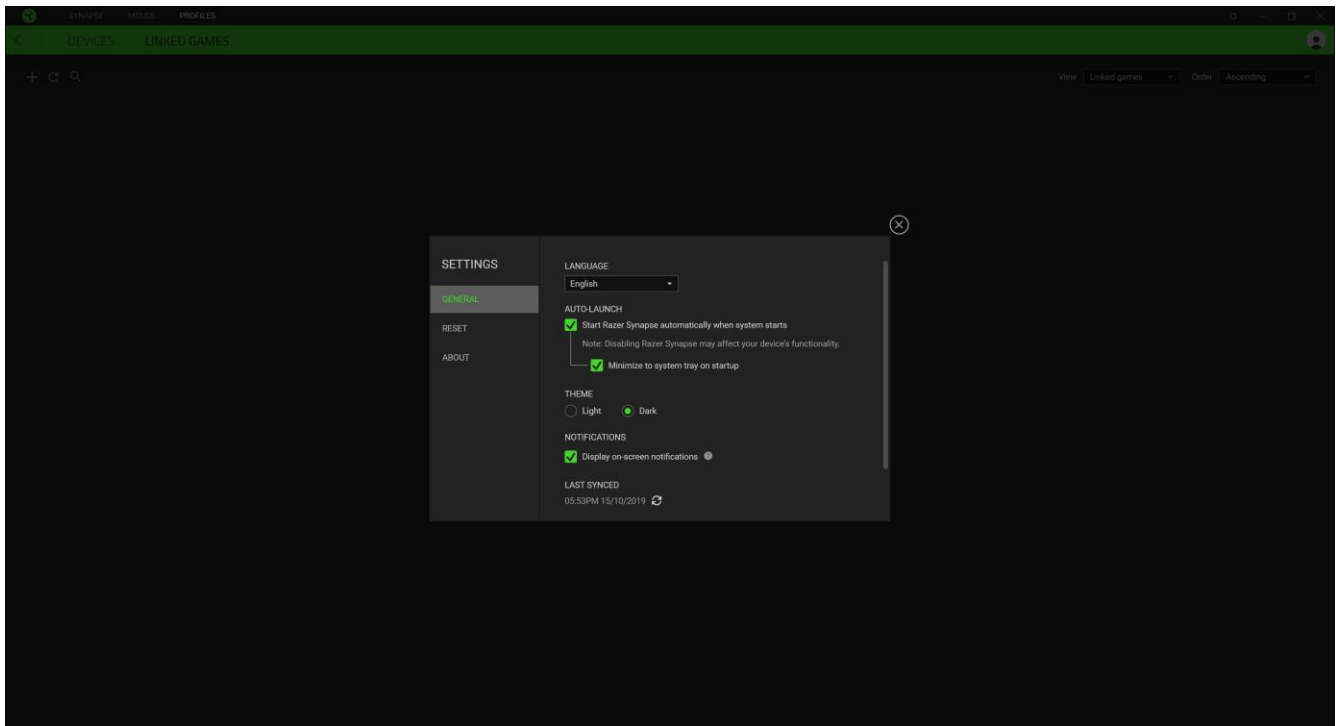 SYNAPSE MOUSE PROFILES
DEVICES LINKED GAMES
View Linked games Order Ascending
SETTINGS
GENERAL
RESET
ABOUT
LANGUAGE
English
AUTO-LAUNCH
Start Razer Synapse automatically when system starts
Note: Disabling Razer Synapse may affect your device's functionality.
Minimize to system tray on startup
THEME
Light Dark
NOTIFICATIONS
Display on-screen notifications
LAST SYNCED
05:53PM 15/10/2019